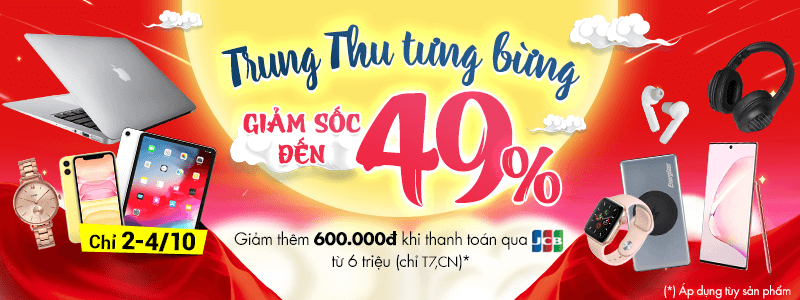 Trung Thu tưng bừng
GIẢM SỐC
ĐẾN
49%
Chỉ 2-4/10
Giảm thêm 600.000đ khi thanh toán qua JCB
từ 6 triệu (chỉ T7,CN)*
Energizer
(*) Áp dụng tùy sản phẩm